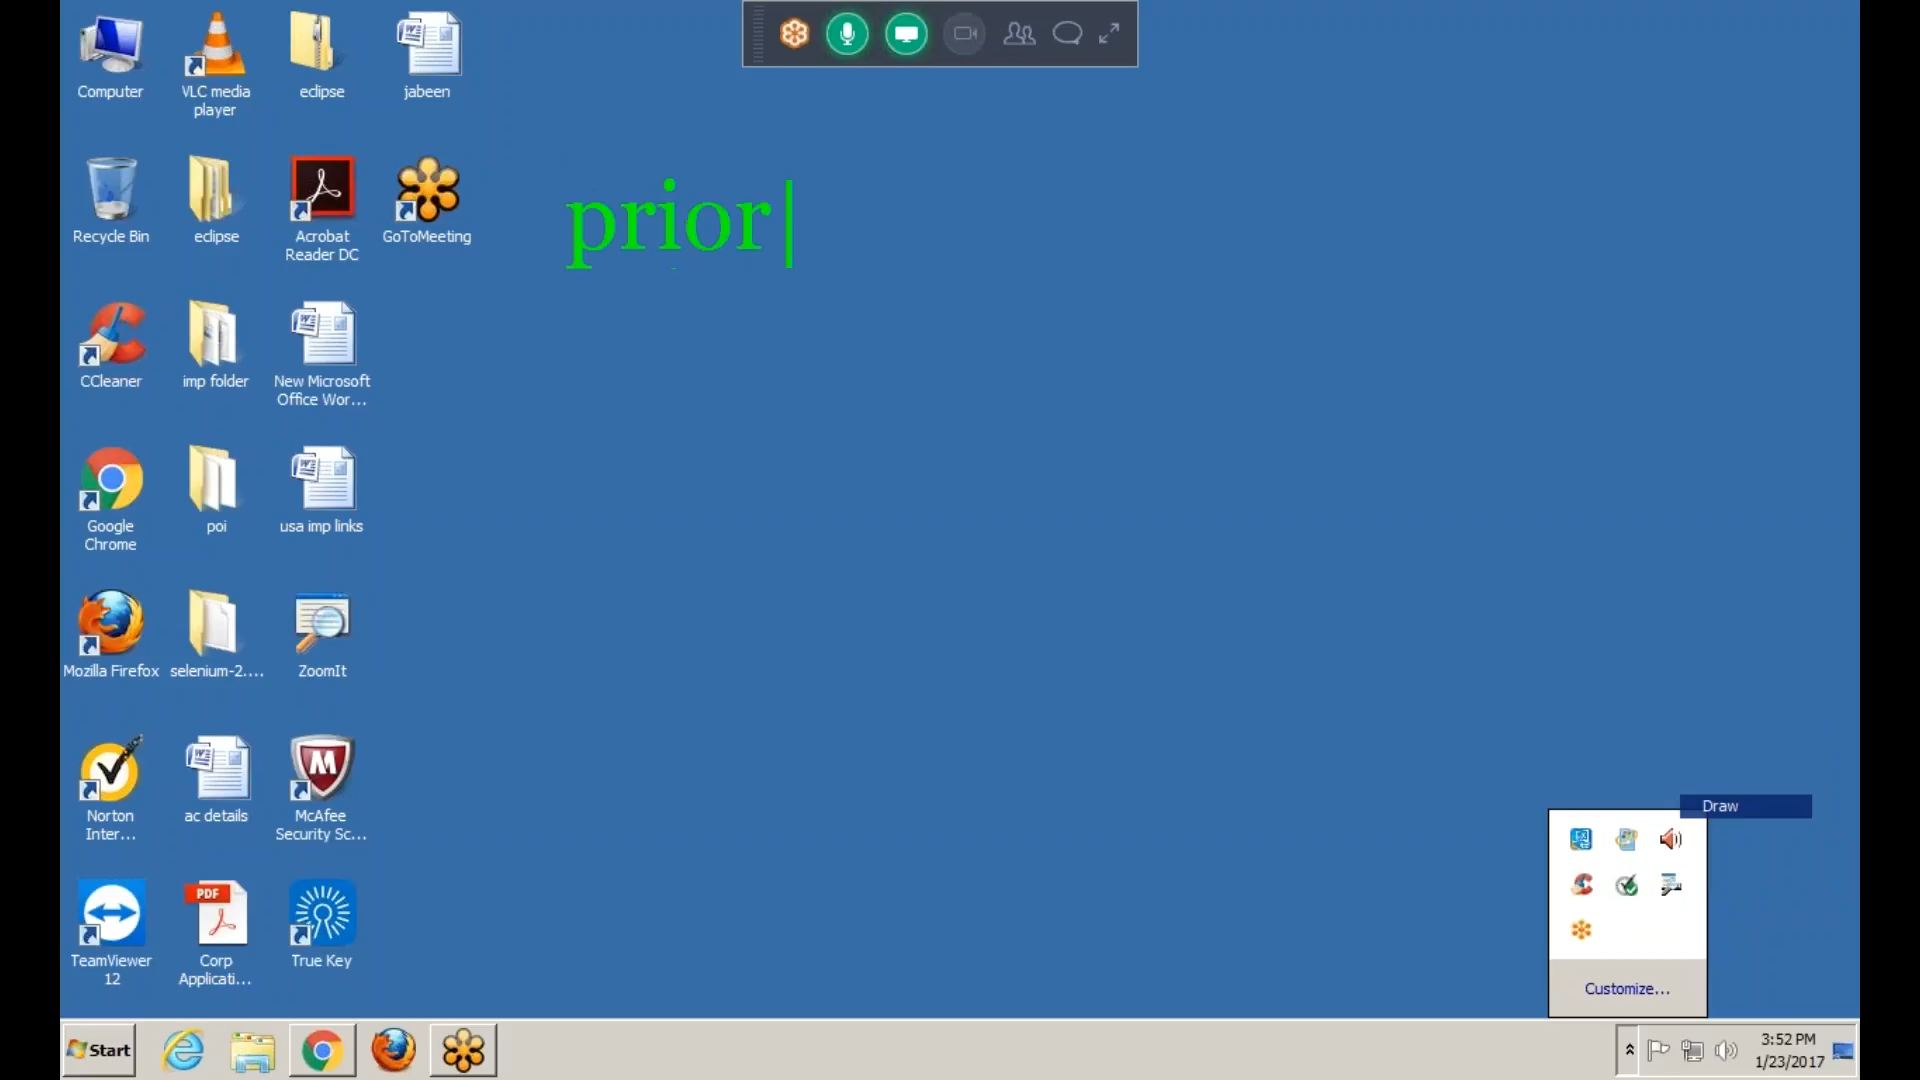 Computer
VLC media
player
eclipse
jabeen
Recycle Bin
eclipse
Acrobat
Reader DC
GoToMeeting
prior
CCleaner
imp folder
New Microsoft
Office Wor...
Google
Chrome
poi
usa imp links
Mozilla Firefox
selenium-2....
ZoomIt
Norton
Inter...
ac details
McAfee
Security Sc...
Draw
TeamViewer
12
PDF
Corp
Applicati...
True Key
Customize...
Start
3:52 PM
1/23/2017